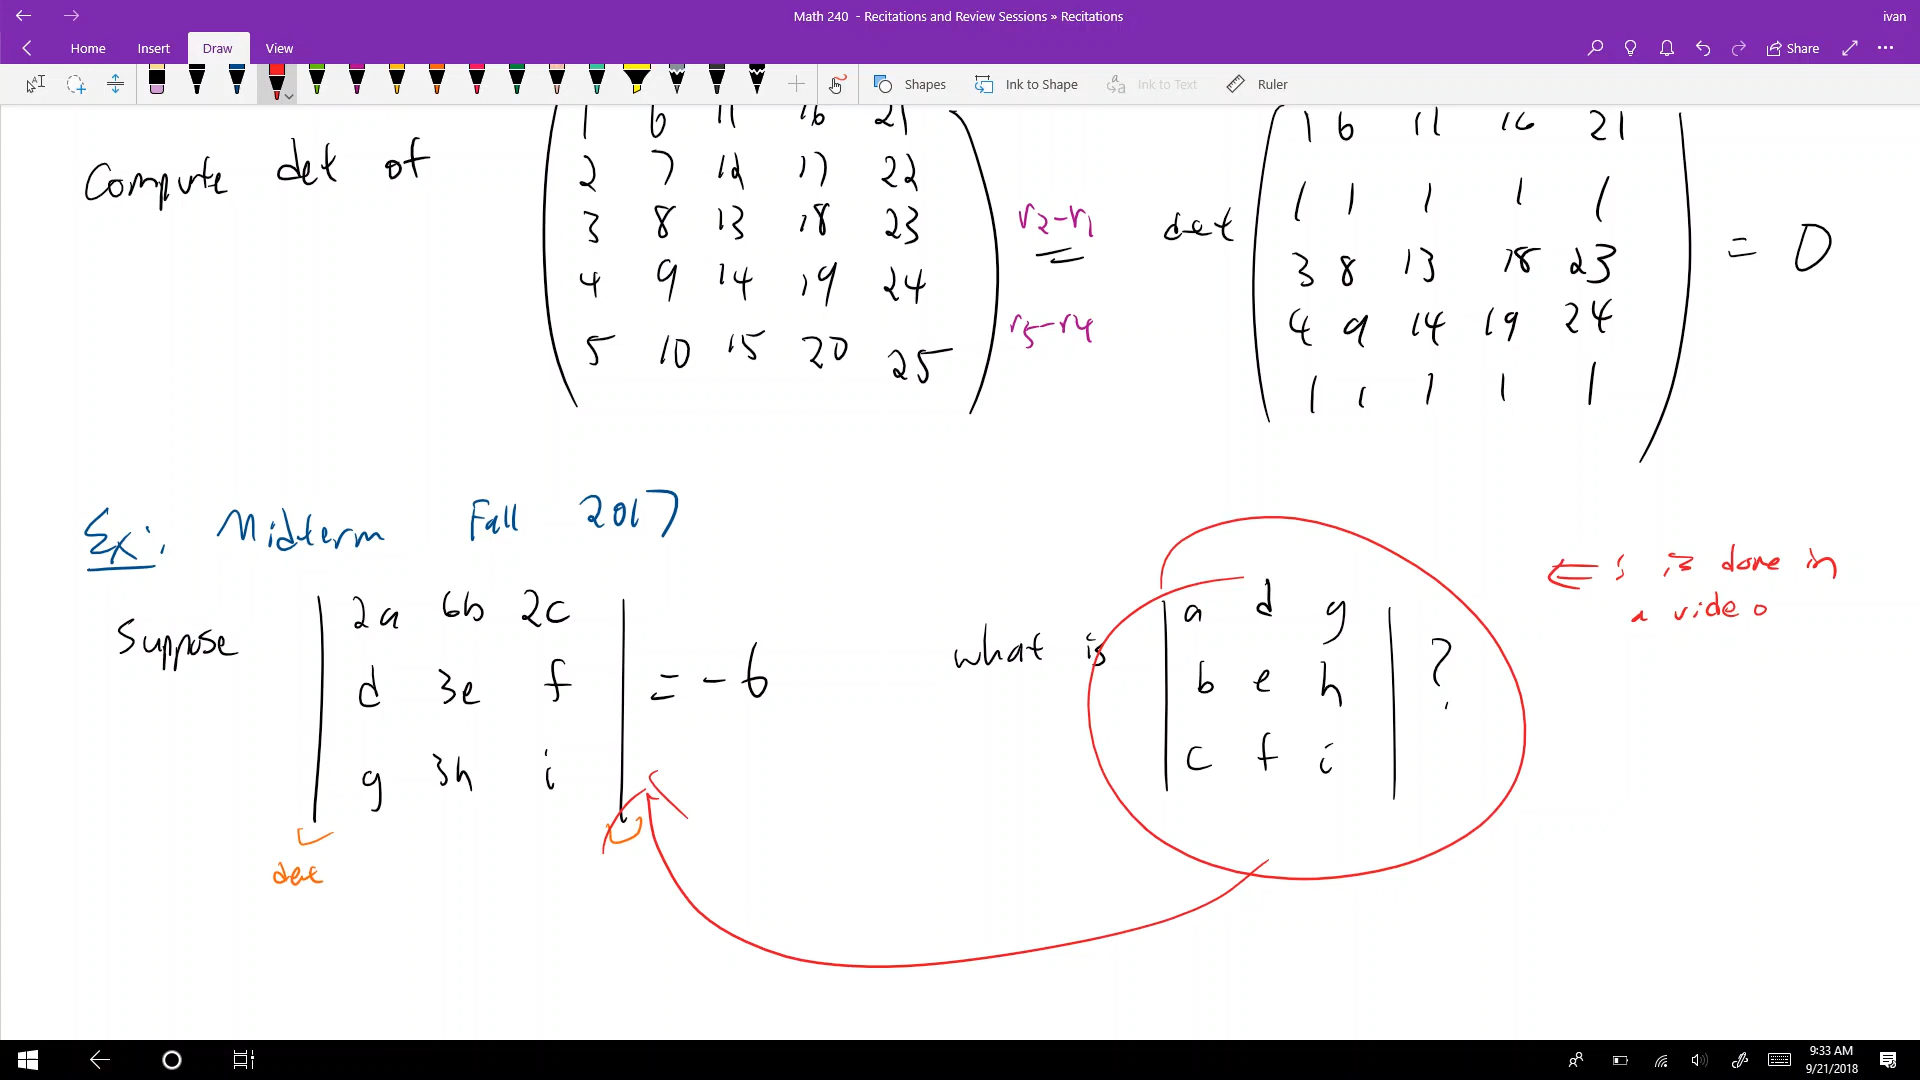 Math 240 - Recitations and Review Sessions » Recitations
ivan
Home Insert Draw View
Share
Shapes Ink to Shape Ink to Text Ruler
Compute det of
1 6 11 16 21
2 7 12 17 22
3 8 13 18 23
4 9 14 19 24
5 10 15 20 25
r2-r1
r5-r4
det
1 6 11 16 21
1 1 1 1 1
3 8 13 18 23
4 9 14 19 24
1 1 1 1 1
= 0
Ex: Midterm Fall 2017
Suppose
2a 6b 2c
d 3e f
g 3h i
= -6
det
what is
a d g
b e h
c f i
?
⇐ is done in
a video
9:33 AM
9/21/2018